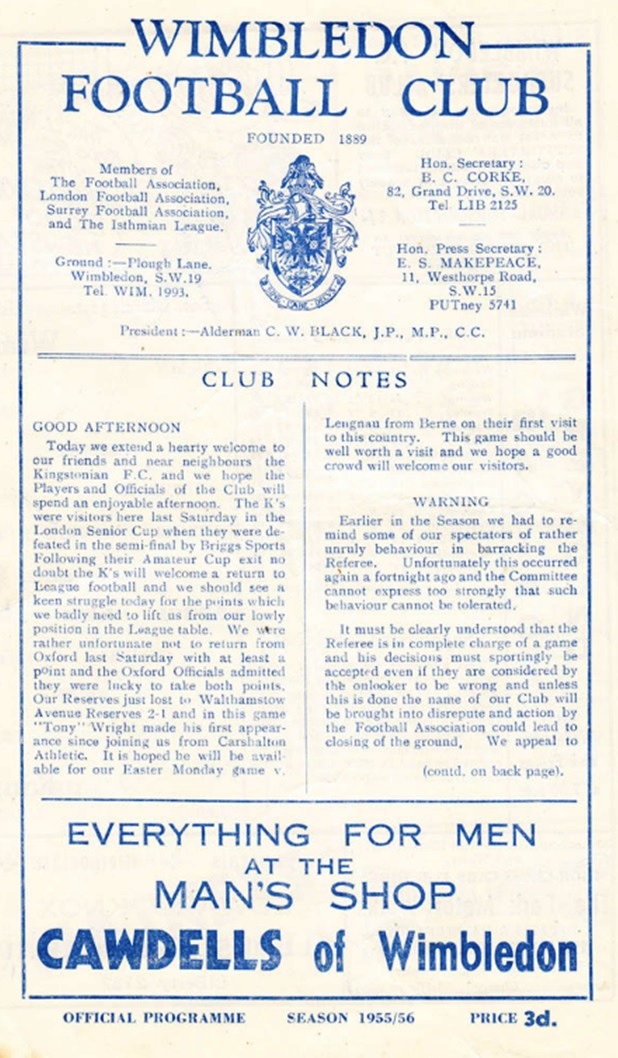 WIMBLEDON
FOOTBALL CLUB
FOUNDED 1889
Members of
The Football Association,
London Football Association,
Surrey Football Association,
and The Isthmian League.
Ground :—Plough Lane.
Wimbledon, S.W.19
Tel. WIM. 1993.
Hon. Secretary :
B. C. CORKE,
82, Grand Drive, S.W. 20.
Tel. LIB 2125
Hon. Press Secretary :
E. S. MAKEPEACE,
11, Westhorpe Road,
S.W.15
PUTney 5741
President :—Alderman C. W. BLACK, J.P., M.P., C.C.
CLUB NOTES
GOOD AFTERNOON
Today we extend a hearty welcome to
our friends and near neighbours the
Kingstonian F.C. and we hope the
Players and Officials of the Club will
spend an enjoyable afternoon. The K's
were visitors here last Saturday in the
London Senior Cup when they were de-
feated in the semi-final by Briggs Sports
Following their Amateur Cup exit no
doubt the K's will welcome a return to
League football and we should see a
keen struggle today for the points which
we badly need to lift us from our lowly
position in the League table. We were
rather unfortunate not to return from
Oxford last Saturday with at least a
point and the Oxford Officials admitted
they were lucky to take both points.
Our Reserves just lost to Walthamstow
Avenue Reserves 2-1 and in this game
"Tony" Wright made his first appear-
ance since joining us from Carshalton
Athletic. It is hoped he will be avail-
able for our Easter Monday game v.
Lengnau from Berne on their first visit
to this country. This game should be
well worth a visit and we hope a good
crowd will welcome our visitors.
WARNING
Earlier in the Season we had to re-
mind some of our spectators of rather
unruly behaviour in barracking the
Referee. Unfortunately this occurred
again a fortnight ago and the Committee
cannot express too strongly that such
behaviour cannot be tolerated.
It must be clearly understood that the
Referee is in complete charge of a game
and his decisions must sportingly be
accepted even if they are considered by
the onlooker to be wrong and unless
this is done the name of our Club will
be brought into disrepute and action by
the Football Association could lead to
closing of the ground, We appeal to
(contd. on back page).
EVERYTHING FOR MEN
AT THE
MAN'S SHOP
CAWDELLS of Wimbledon
OFFICIAL PROGRAMME SEASON 1955/56 PRICE 3d.